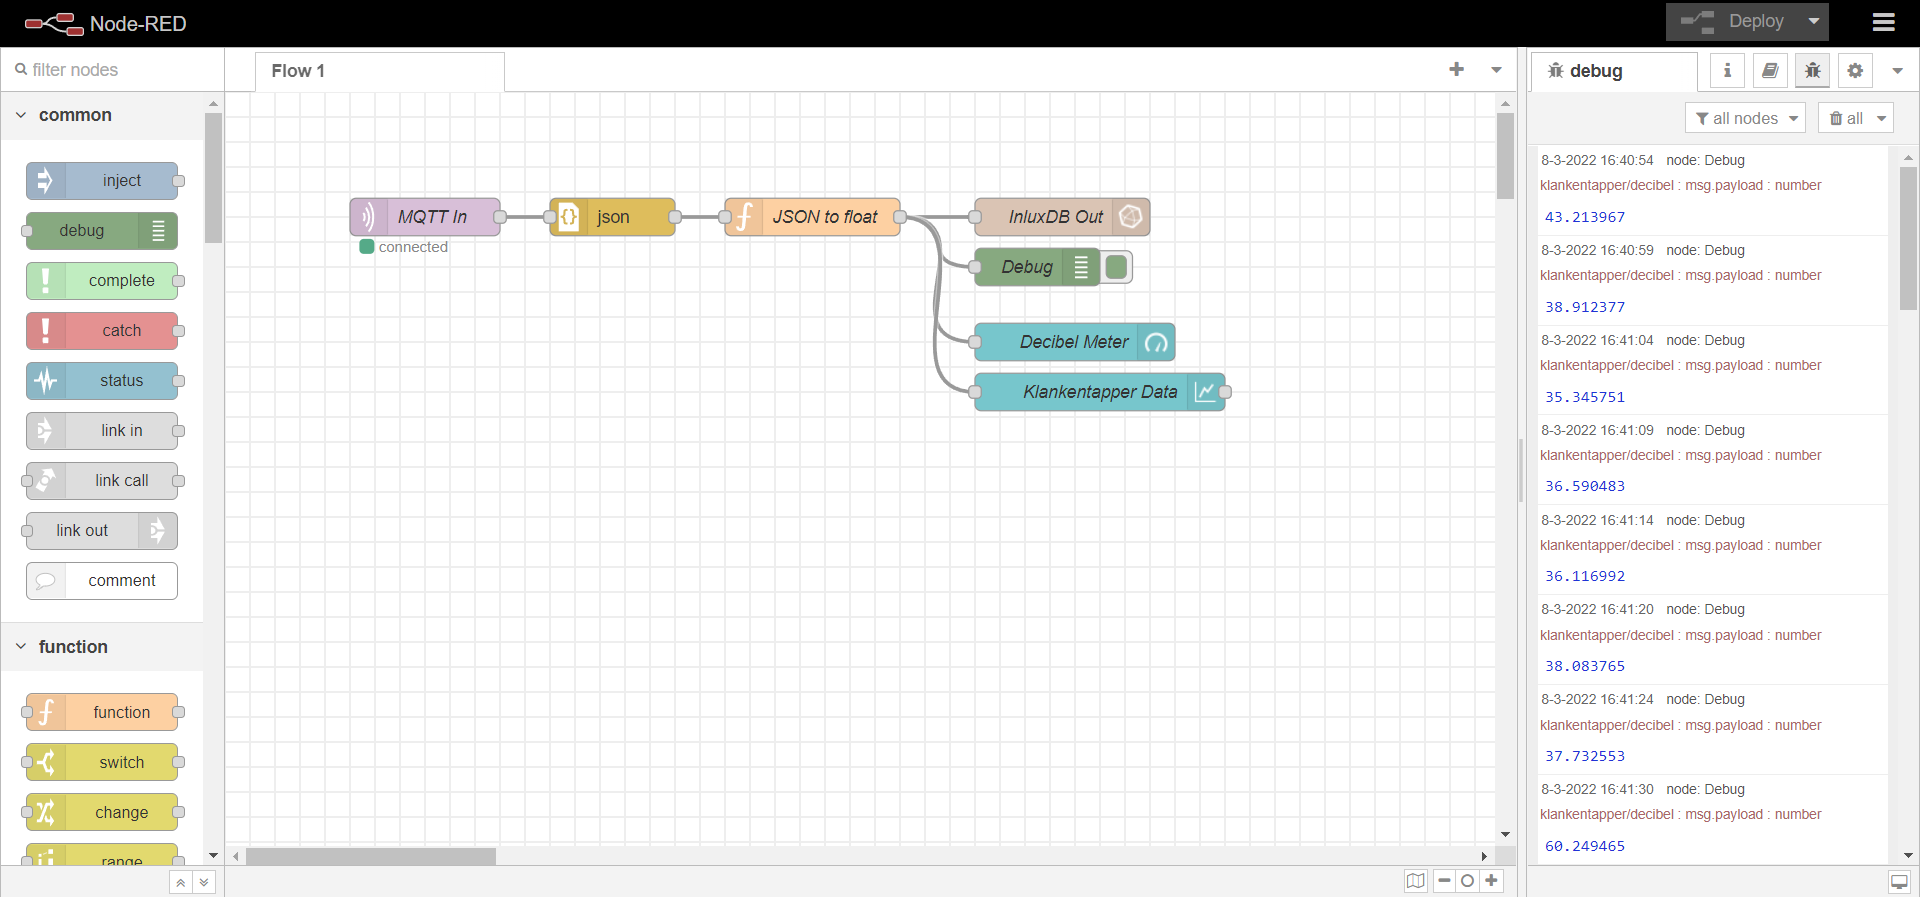 Node-RED
Deploy
filter nodes
common
inject
debug
complete
catch
status
link in
link call
link out
comment
function
function
switch
change
range
Flow 1
MQTT In
connected
json
JSON to float
InluxDB Out
Debug
Decibel Meter
Klankentapper Data
debug
all nodes
all
8-3-2022 16:40:54 node: Debug
klankentapper/decibel : msg.payload : number
43.213967
8-3-2022 16:40:59 node: Debug
klankentapper/decibel : msg.payload : number
38.912377
8-3-2022 16:41:04 node: Debug
klankentapper/decibel : msg.payload : number
35.345751
8-3-2022 16:41:09 node: Debug
klankentapper/decibel : msg.payload : number
36.590483
8-3-2022 16:41:14 node: Debug
klankentapper/decibel : msg.payload : number
36.116992
8-3-2022 16:41:20 node: Debug
klankentapper/decibel : msg.payload : number
38.083765
8-3-2022 16:41:24 node: Debug
klankentapper/decibel : msg.payload : number
37.732553
8-3-2022 16:41:30 node: Debug
klankentapper/decibel : msg.payload : number
60.249465